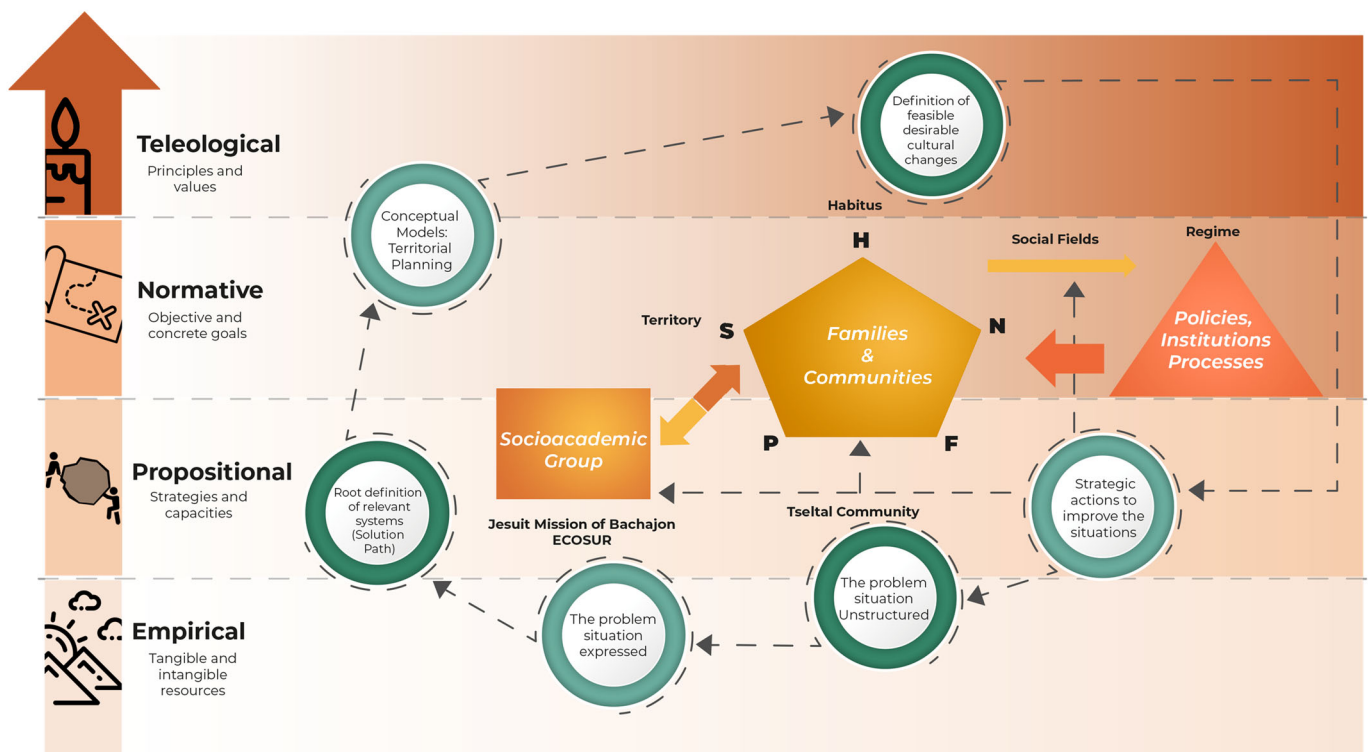 Teleological
Principles and
values
Normative
Objective and
concrete goals
Propositional
Strategies and
capacities
Empirical
Tangible and
intangible
resources
Definition of
feasible
desirable
cultural
changes
Conceptual
Models:
Territorial
Planning
Root definition
of relevant
systems
(Solution
Path)
The problem
situation
expressed
The problem
situation
Unstructured
Strategic
actions to
improve the
situations
Habitus
H
Territory
S
N
P
F
Families
&
Communities
Social Fields
Regime
Policies,
Institutions
Processes
Socioacademic
Group
Jesuit Mission of Bachajon
ECOSUR
Tseltal Community